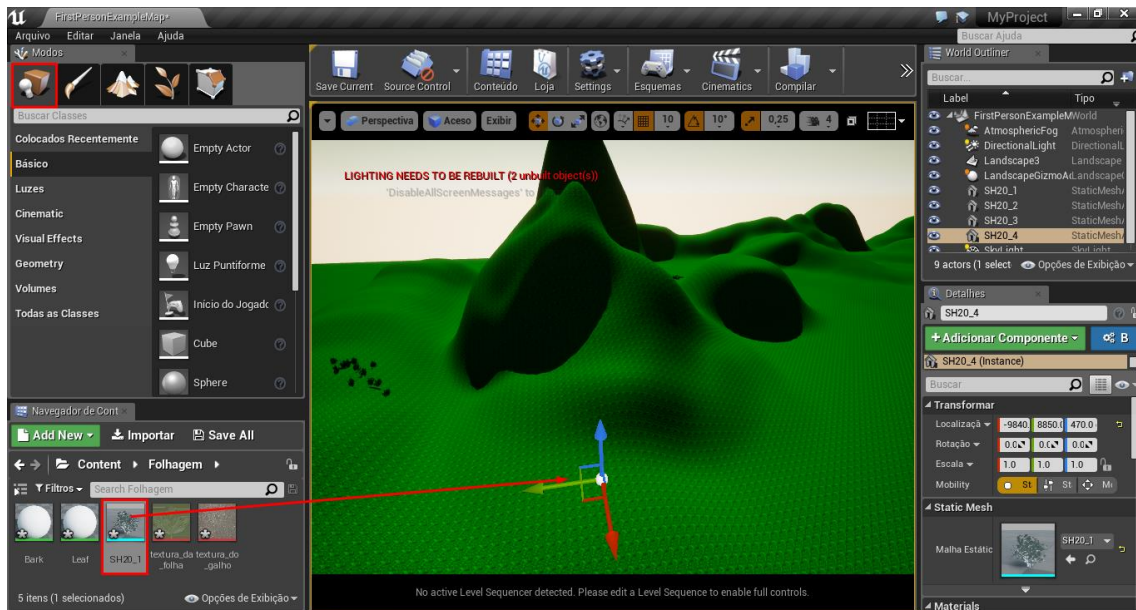 FirstPersonExampleMap*
MyProject
Arquivo Editar Janela Ajuda
Buscar Ajuda
Modos
Buscar Classes
Colocados Recentemente
Básico
Luzes
Cinematic
Visual Effects
Geometry
Volumes
Todas as Classes
Empty Actor
Empty Characte
Empty Pawn
Luz Puntiforme
Início do Jogadc
Cube
Sphere
Save Current Source Control Conteúdo Loja Settings Esquemas Cinematics Compilar
Perspectiva Aceso Exibir 10 10° 0,25 4
LIGHTING NEEDS TO BE REBUILT (2 unbuilt object(s))
'DisableAllScreenMessages' to
No active Level Sequencer detected. Please edit a Level Sequence to enable full controls.
World Outliner
Buscar...
Label Tipo
FirstPersonExampleM World
AtmosphericFog Atmospheri
DirectionalLight DirectionalL
Landscape3 Landscape
LandscapeGizmoAc Landscape
SH20_1 StaticMesh
SH20_2 StaticMesh
SH20_3 StaticMesh
SH20_4 StaticMesh
SkyLight SkyLight
9 actors (1 select Opções de Exibição
Detalhes
SH20_4
+Adicionar Componente B
SH20_4 (Instance)
Buscar
Transformar
Localizaçã -9840. 8850.0 470.0
Rotação 0.0 0.0 0.0
Escala 1.0 1.0 1.0
Mobility St St M
Static Mesh
Malha Estátic SH20_1
Materials
Navegador de Cont
Add New Importar Save All
Content Folhagem
Filtros Search Folhagem
Bark Leaf SH20_1 textura_da_folha textura_do_galho
5 itens (1 selecionados) Opções de Exibição